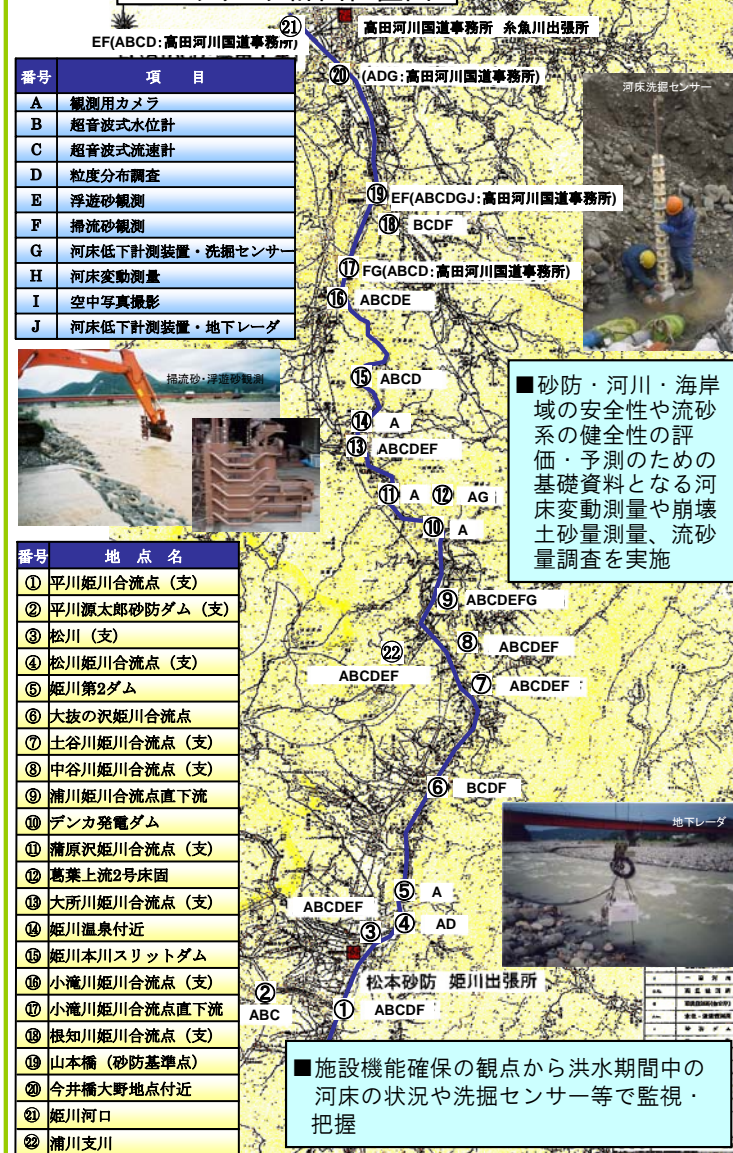 ㉑
高田河川国道事務所 糸魚川出張所
EF(ABCD:高田河川国道事務所)
⑳ (ADG:高田河川国道事務所)
番号 項 目
A 観測用カメラ
B 超音波式水位計
C 超音波式流速計
D 粒度分布調査
E 浮遊砂観測
F 掃流砂観測
G 河床低下計測装置・洗掘センサー
H 河床変動測量
I 空中写真撮影
J 河床低下計測装置・地下レーダ
河床洗掘センサー
⑲ EF(ABCDGJ:高田河川国道事務所)
⑱ BCDF
⑰ FG(ABCD:高田河川国道事務所)
⑯ ABCDE
掃流砂・浮遊砂観測
⑮ ABCD
⑭ A
⑬ ABCDEF
⑪ A ⑫ AG
⑩ A
■砂防・河川・海岸
域の安全性や流砂
系の健全性の評
価・予測のための
基礎資料となる河
床変動測量や崩壊
土砂量測量、流砂
量調査を実施
⑨ ABCDEFG
⑧ ABCDEF
㉒
ABCDEF
⑦ ABCDEF
⑥ BCDF
地下レーダ
⑤ A
ABCDEF
④ AD
③
松本砂防 姫川出張所
②
ABC
① ABCDF
番号 地 点 名
① 平川姫川合流点（支）
② 平川源太郎砂防ダム（支）
③ 松川（支）
④ 松川姫川合流点（支）
⑤ 姫川第2ダム
⑥ 大抜の沢姫川合流点
⑦ 土谷川姫川合流点（支）
⑧ 中谷川姫川合流点（支）
⑨ 浦川姫川合流点直下流
⑩ デンカ発電ダム
⑪ 蒲原沢姫川合流点（支）
⑫ 葛葉上流2号床固
⑬ 大所川姫川合流点（支）
⑭ 姫川温泉付近
⑮ 姫川本川スリットダム
⑯ 小滝川姫川合流点（支）
⑰ 小滝川姫川合流点直下流
⑱ 根知川姫川合流点（支）
⑲ 山本橋（砂防基準点）
⑳ 今井橋大野地点付近
㉑ 姫川河口
㉒ 浦川支川
■施設機能確保の観点から洪水期間中の
河床の状況や洗掘センサー等で監視・
把握